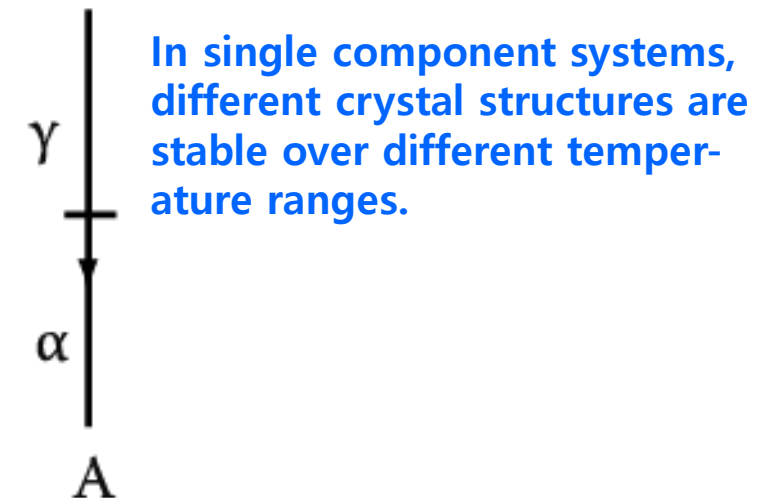 In single component systems,
different crystal structures are
stable over different temper-
ature ranges.
γ
α
A